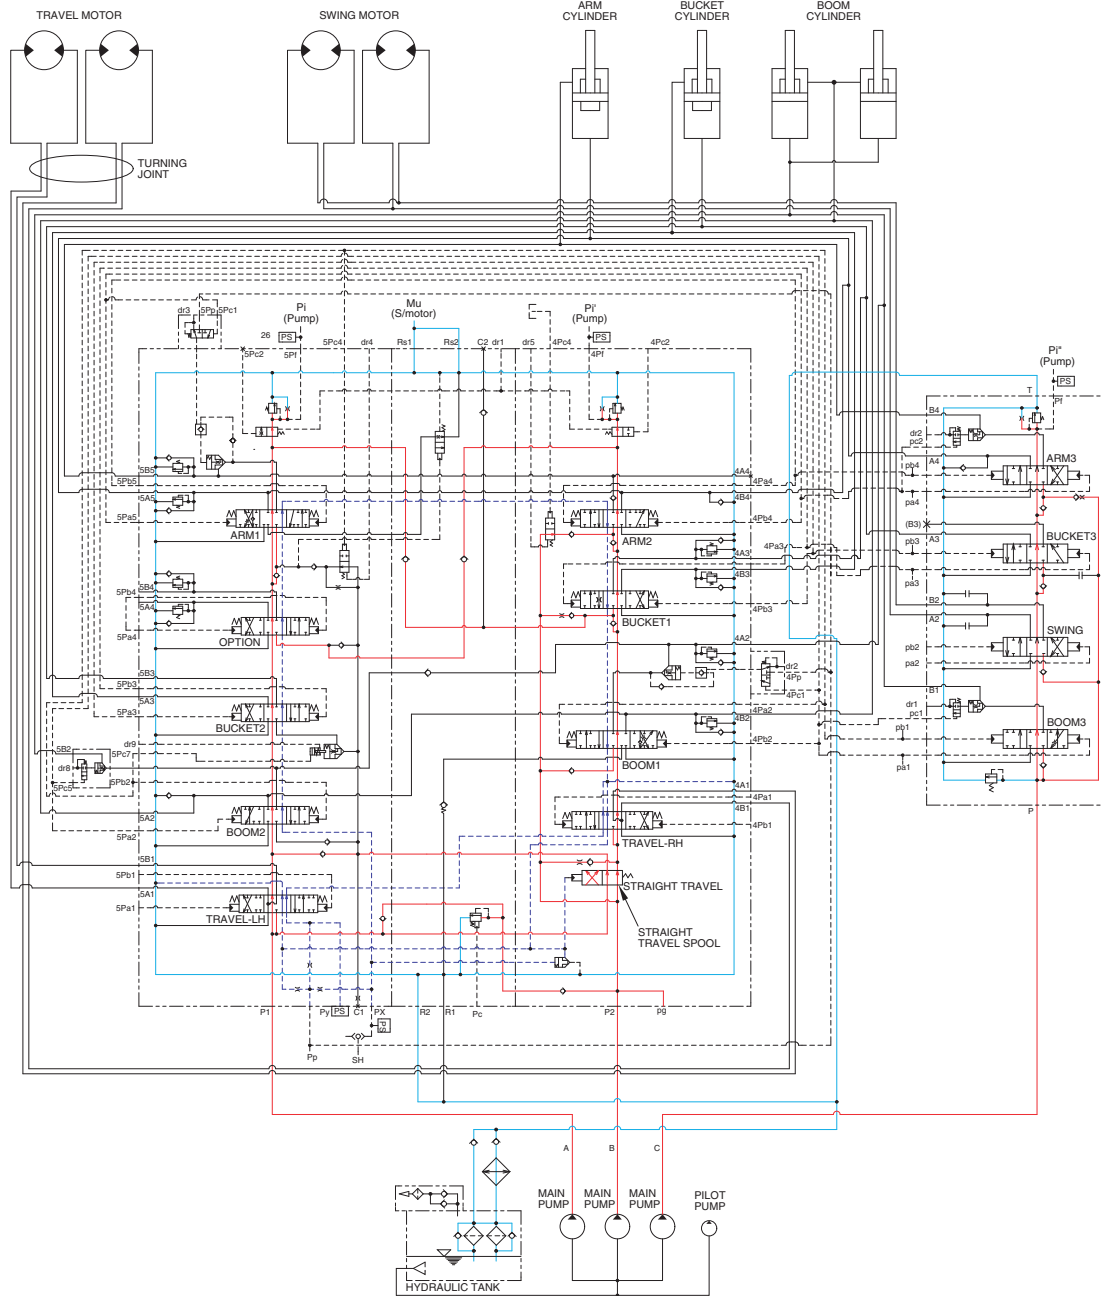 TRAVEL MOTOR
SWING MOTOR
ARM
CYLINDER
BUCKET
CYLINDER
BOOM
CYLINDER
TURNING
JOINT
dr3
5Pp
5Pc1
Pi
(Pump)
26
PS
5Pc2
5Pf
5Pc4
dr4
Mu
(S/motor)
Rs1
Rs2
C2
dr1
dr5
4Pc4
Pi'
(Pump)
PS
4Pf
4Pc2
Pi"
(Pump)
PS
T
Pf
B4
dr2
pc2
A4
pb4
ARM3
pa4
(B3)
A3
pb3
BUCKET3
pa3
B2
A2
SWING
pb2
pa2
B1
dr1
pc1
BOOM3
pb1
pa1
P
5B5
5Pb5
5A5
5Pa5
ARM1
5B4
5Pb4
5A4
5Pa4
OPTION
5B3
5Pb3
5A3
5Pa3
BUCKET2
dr9
5B2
5Pc7
dr8
5Pb2
5Pc5
5A2
5Pa2
BOOM2
5B1
5Pb1
5A1
5Pa1
TRAVEL-LH
4A4
4Pa4
4B4
4Pb4
ARM2
4Pa3
4A3
4B3
4Pb3
BUCKET1
4A2
dr2
4Pp
4Pc1
4Pa2
4B2
4Pb2
BOOM1
4A1
4Pa1
4B1
4Pb1
TRAVEL-RH
STRAIGHT TRAVEL
STRAIGHT
TRAVEL SPOOL
P1
Py
PS
C1
PX
PS
R2
R1
Pc
P2
pg
Pp
SH
A
B
C
MAIN
PUMP
MAIN
PUMP
MAIN
PUMP
PILOT
PUMP
HYDRAULIC TANK